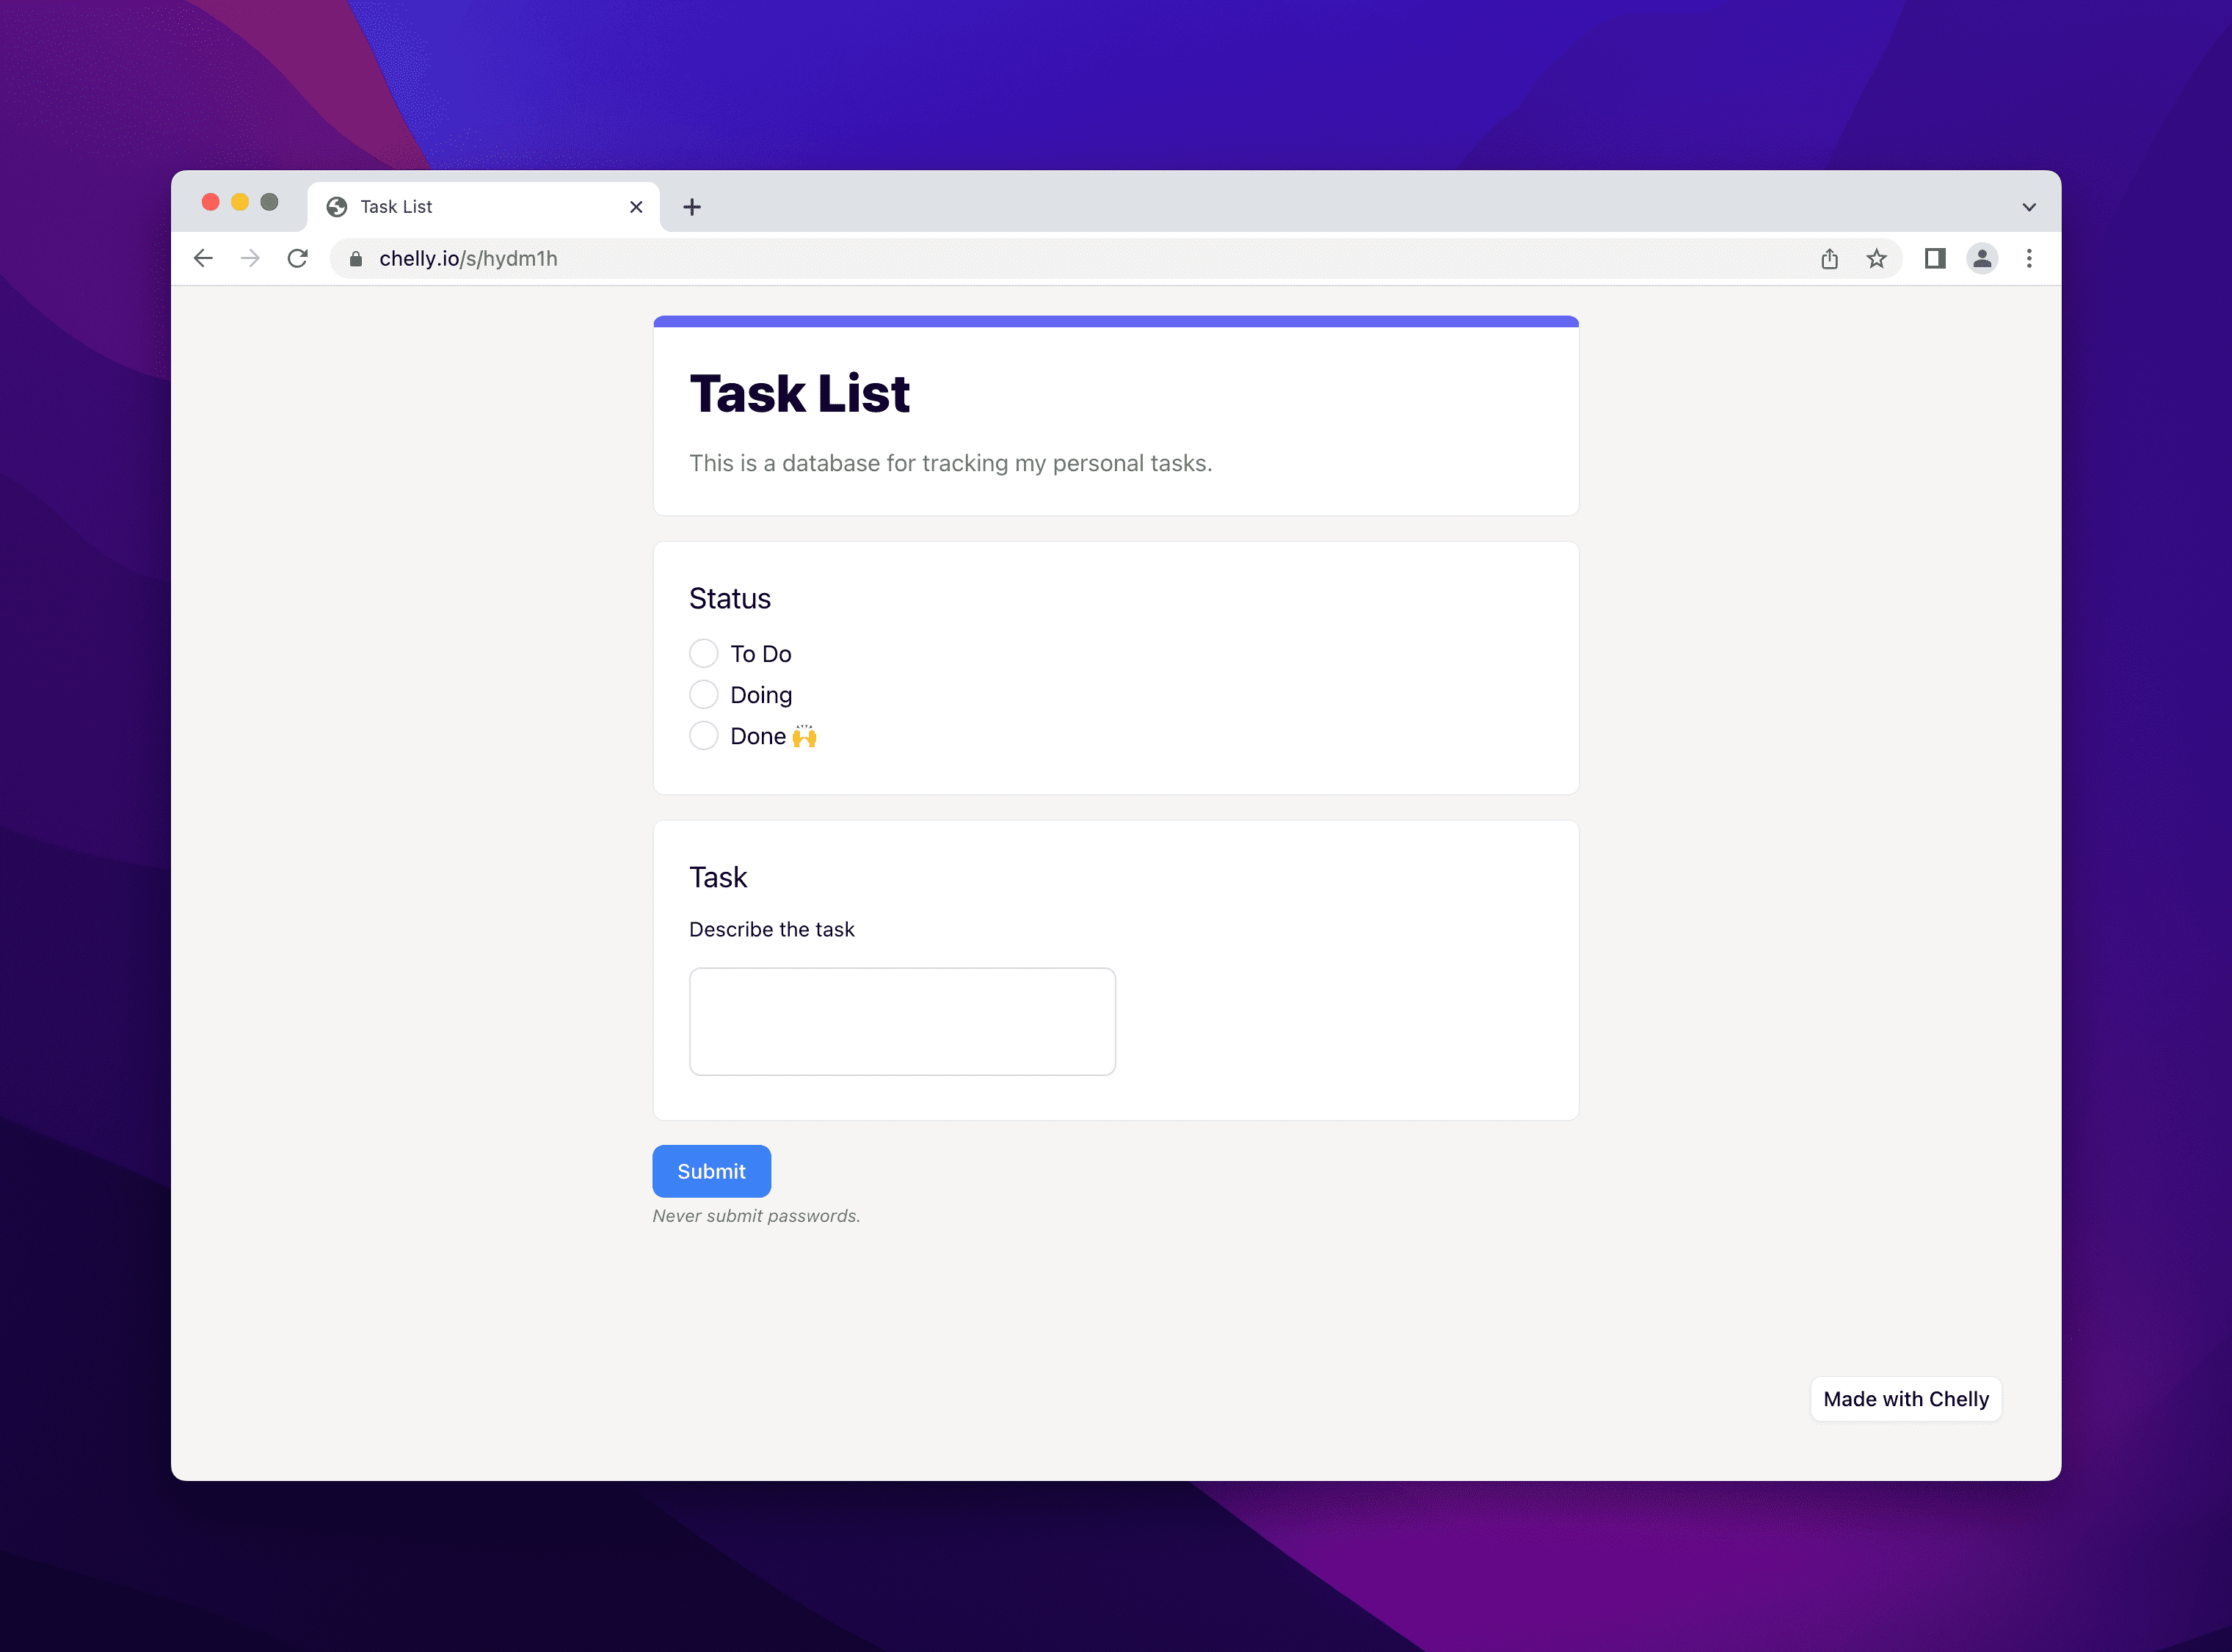 Task List
chelly.io/s/hydm1h
Task List
This is a database for tracking my personal tasks.
Status
To Do
Doing
Done 🙌
Task
Describe the task
Submit
Never submit passwords.
Made with Chelly